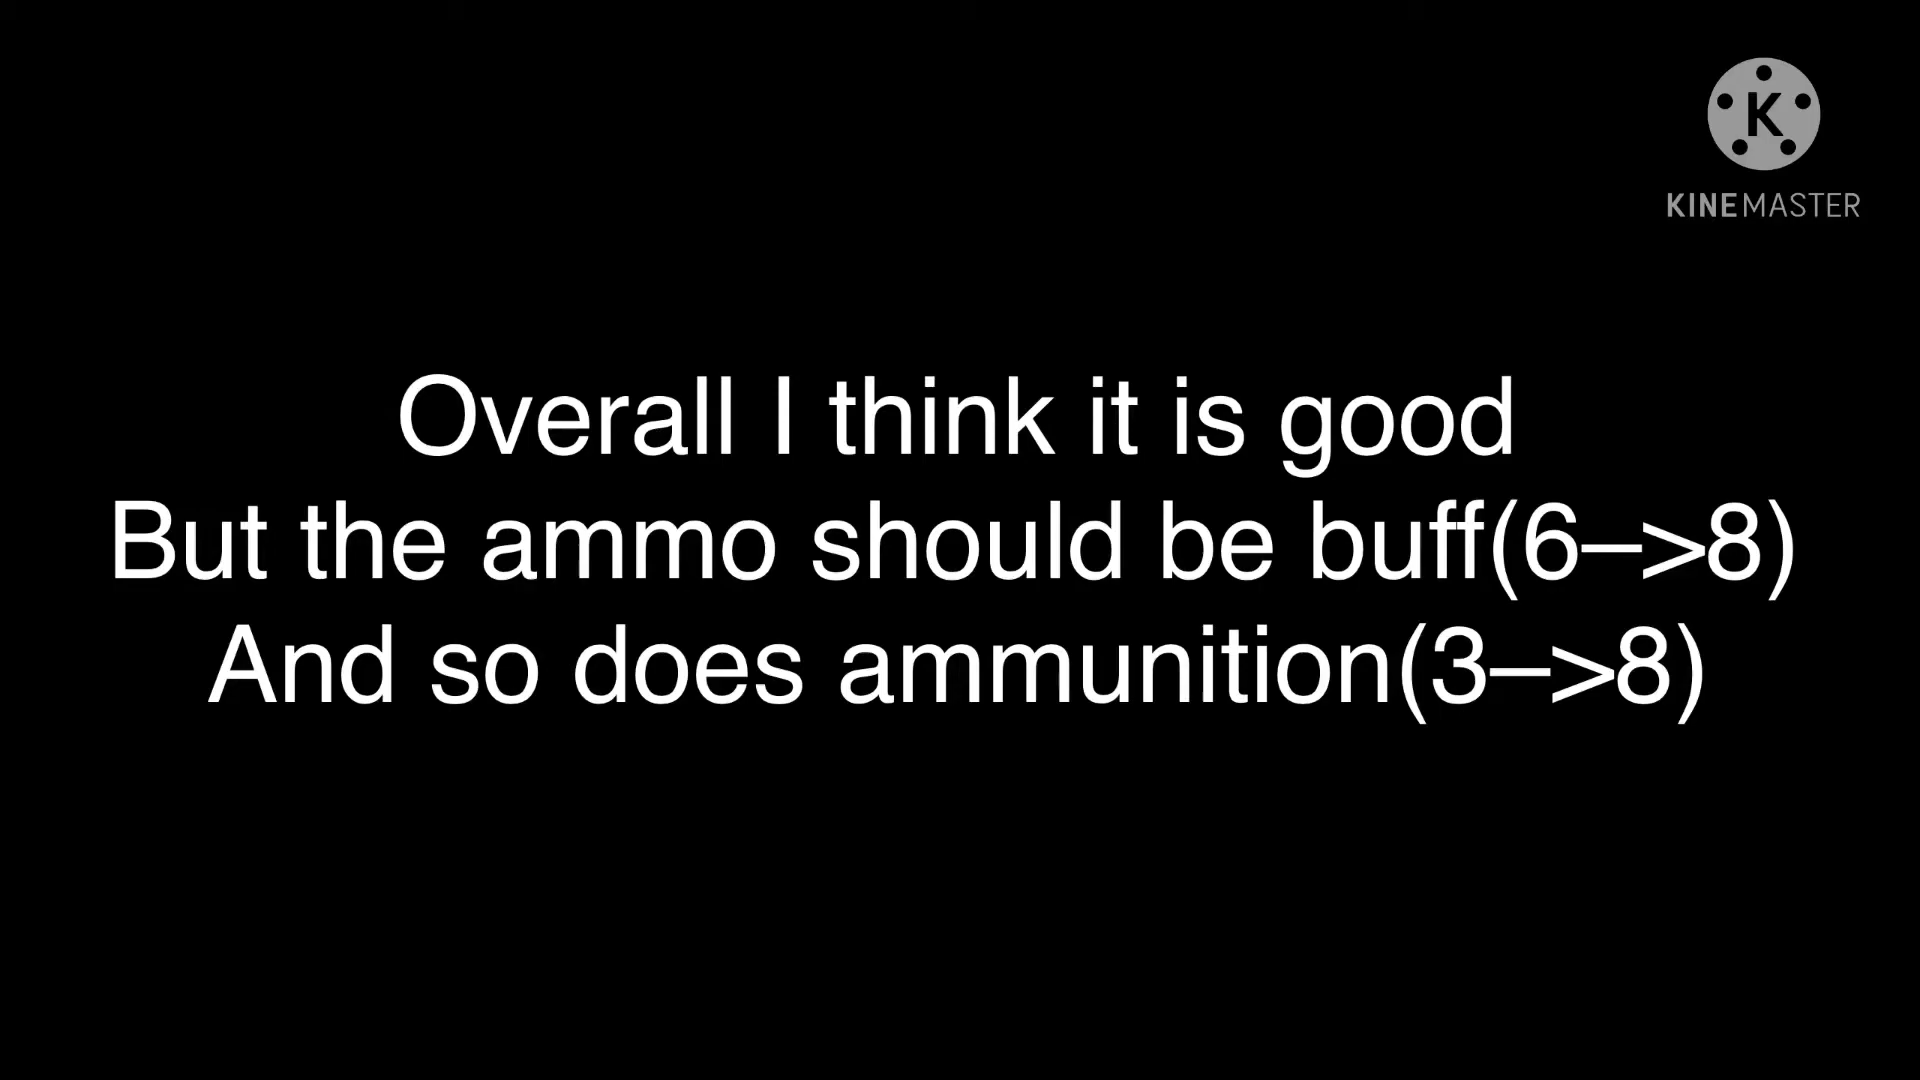 K
KINEMASTER
Overall I think it is good
But the ammo should be buff(6–>8)
And so does ammunition(3–>8)